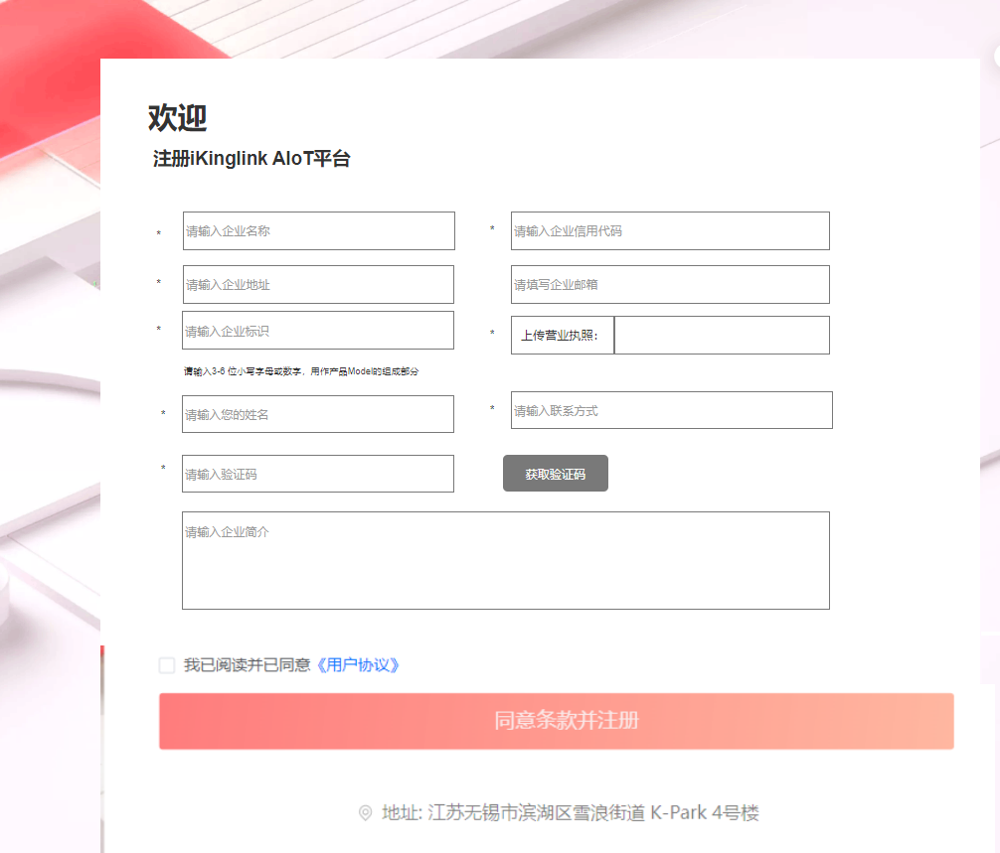 欢迎
注册iKinglink AIoT平台
* 请输入企业名称 * 请输入企业信用代码
* 请输入企业地址 请填写企业邮箱
* 请输入企业标识 * 上传营业执照:
请输入3-6 位小写字母或数字，用作产品Model的组成部分
* 请输入您的姓名 * 请输入联系方式
* 请输入验证码 获取验证码
请输入企业简介
我已阅读并已同意《用户协议》
同意条款并注册
地址: 江苏无锡市滨湖区雪浪街道 K-Park 4号楼